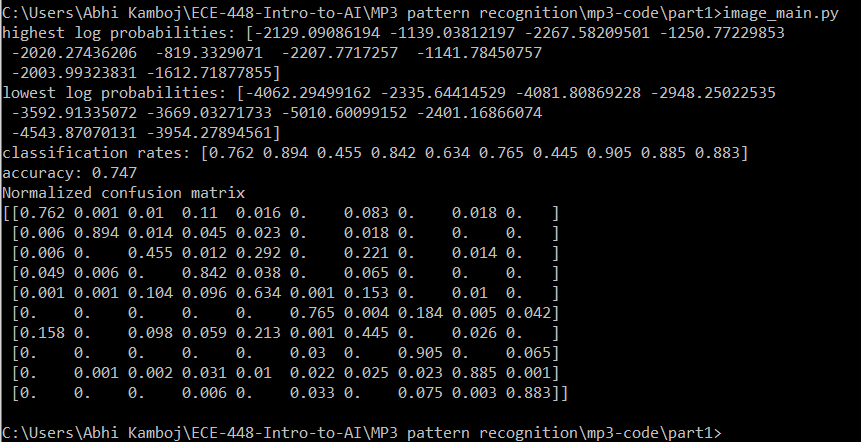 C:\Users\Abhi Kamboj\ECE-448-Intro-to-AI\MP3 pattern recognition\mp3-code\part1>image_main.py
highest log probabilities: [-2129.09086194 -1139.03812197 -2267.58209501 -1250.77229853
 -2020.27436206  -819.3329071  -2207.7717257  -1141.78450757
 -2003.99323831 -1612.71877855]
lowest log probabilities: [-4062.29499162 -2335.64414529 -4081.80869228 -2948.25022535
 -3592.91335072 -3669.03271733 -5010.60099152 -2401.16866074
 -4543.87070131 -3954.27894561]
classification rates: [0.762 0.894 0.455 0.842 0.634 0.765 0.445 0.905 0.885 0.883]
accuracy: 0.747
Normalized confusion matrix
[[0.762 0.001 0.01  0.11  0.016 0.    0.083 0.    0.018 0.   ]
 [0.006 0.894 0.014 0.045 0.023 0.    0.018 0.    0.    0.   ]
 [0.006 0.    0.455 0.012 0.292 0.    0.221 0.    0.014 0.   ]
 [0.049 0.006 0.    0.842 0.038 0.    0.065 0.    0.    0.   ]
 [0.001 0.001 0.104 0.096 0.634 0.001 0.153 0.    0.01  0.   ]
 [0.    0.    0.    0.    0.    0.765 0.004 0.184 0.005 0.042]
 [0.158 0.    0.098 0.059 0.213 0.001 0.445 0.    0.026 0.   ]
 [0.    0.    0.    0.    0.    0.03  0.    0.905 0.    0.065]
 [0.    0.001 0.002 0.031 0.01  0.022 0.025 0.023 0.885 0.001]
 [0.    0.    0.    0.006 0.    0.033 0.    0.075 0.003 0.883]]
C:\Users\Abhi Kamboj\ECE-448-Intro-to-AI\MP3 pattern recognition\mp3-code\part1>